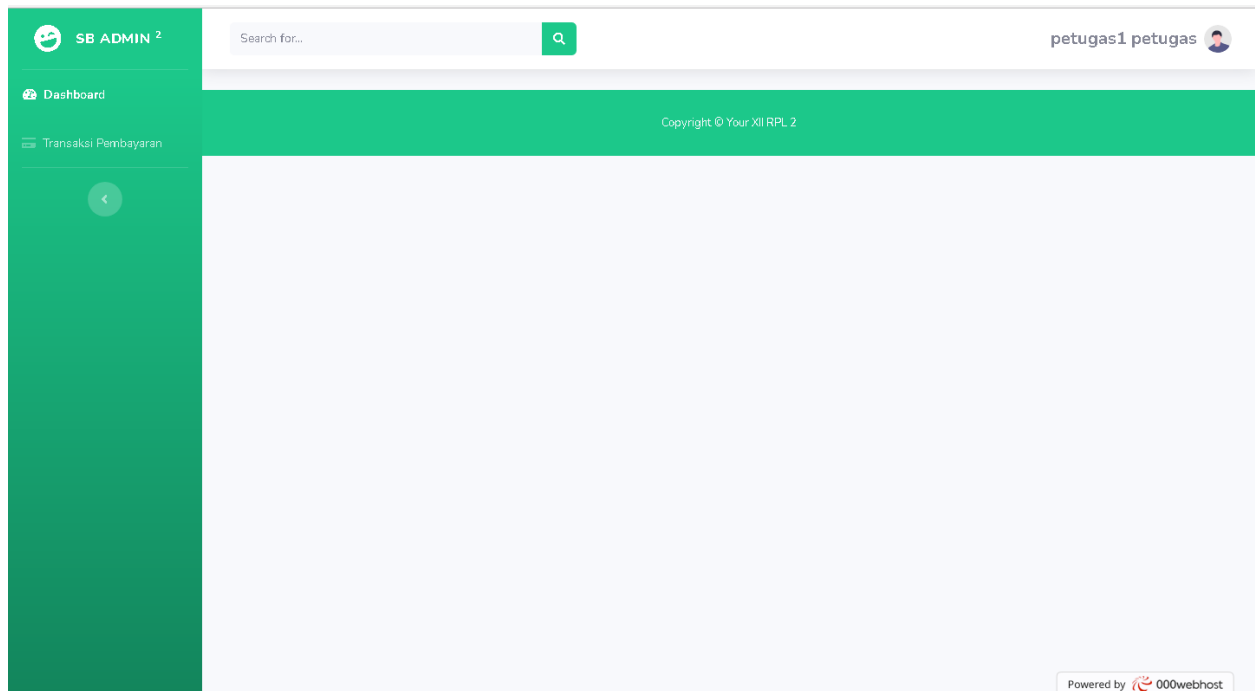 SB ADMIN 2
Search for...
petugas1 petugas
Dashboard
Copyright © Your XII RPL 2
Transaksi Pembayaran
Powered by 000webhost